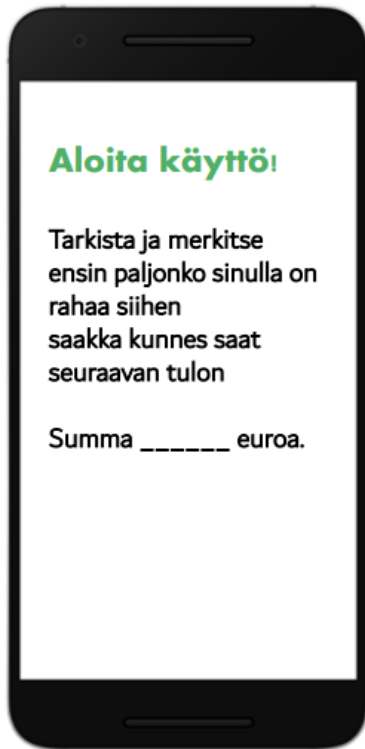 Aloita käyttö!
Tarkista ja merkitse
ensin paljonko sinulla on
rahaa siihen
saakka kunnes saat
seuraavan tulon
Summa ______ euroa.